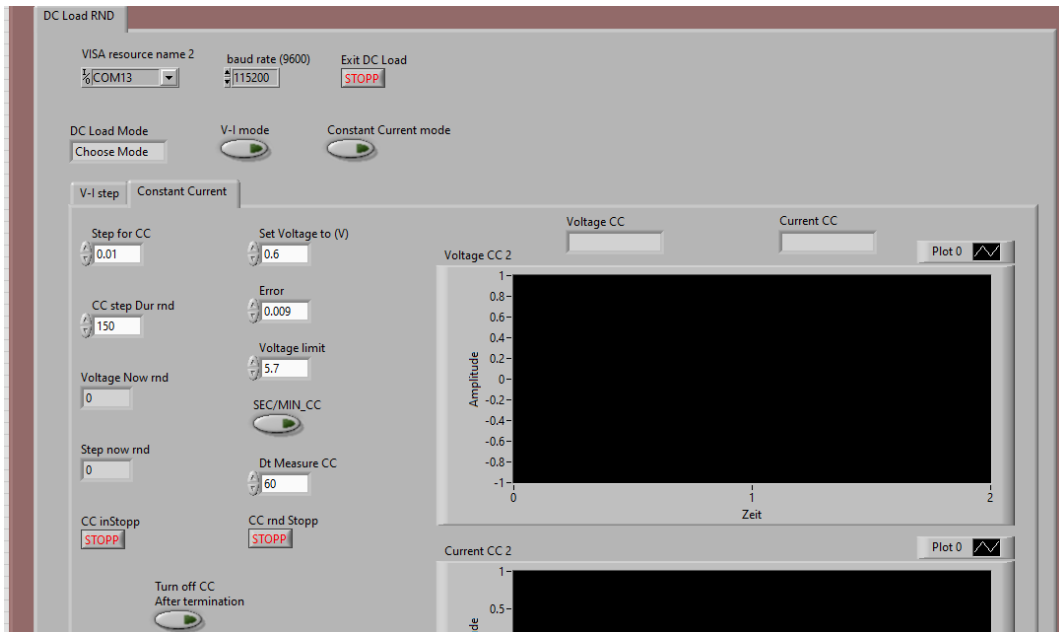 DC Load RND
VISA resource name 2
baud rate (9600)
Exit DC Load
COM13
115200
STOPP
DC Load Mode
V-I mode
Constant Current mode
Choose Mode
V-I step
Constant Current
Step for CC
0.01
Set Voltage to (V)
0.6
CC step Dur rnd
150
Error
0.009
Voltage limit
5.7
Voltage Now rnd
0
SEC/MIN_CC
Step now rnd
0
Dt Measure CC
60
CC inStopp
STOPP
CC rnd Stopp
STOPP
Turn off CC
After termination
Voltage CC
Current CC
Voltage CC 2
Plot 0
Amplitude
1
0.8
0.6
0.4
0.2
0
-0.2
-0.4
-0.6
-0.8
-1
0
1
2
Zeit
Current CC 2
Plot 0
1
0.5